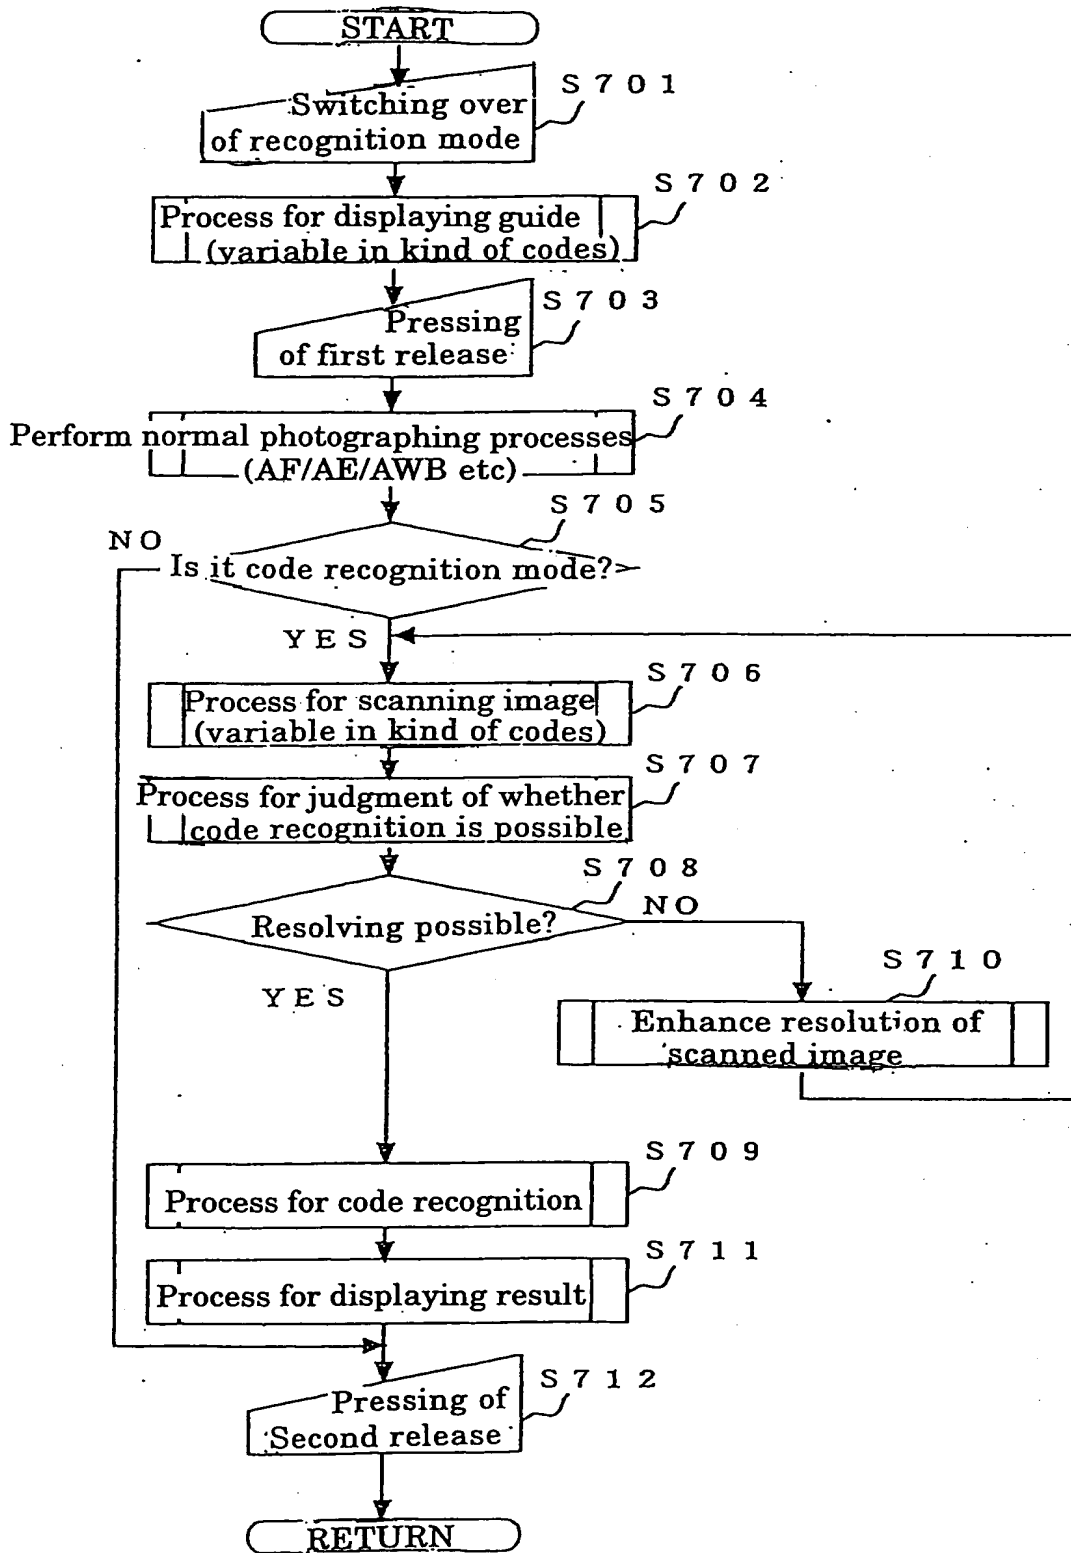 START
S701
Switching over
of recognition mode
S702
Process for displaying guide
(variable in kind of codes)
S703
Pressing
of first release
S704
Perform normal photographing processes
(AF/AE/AWB etc)
S705
NO
Is it code recognition mode?
YES
S706
Process for scanning image
(variable in kind of codes)
S707
Process for judgment of whether
code recognition is possible
S708
Resolving possible?
NO
YES
S710
Enhance resolution of
scanned image
S709
Process for code recognition
S711
Process for displaying result
S712
Pressing of
Second release
RETURN